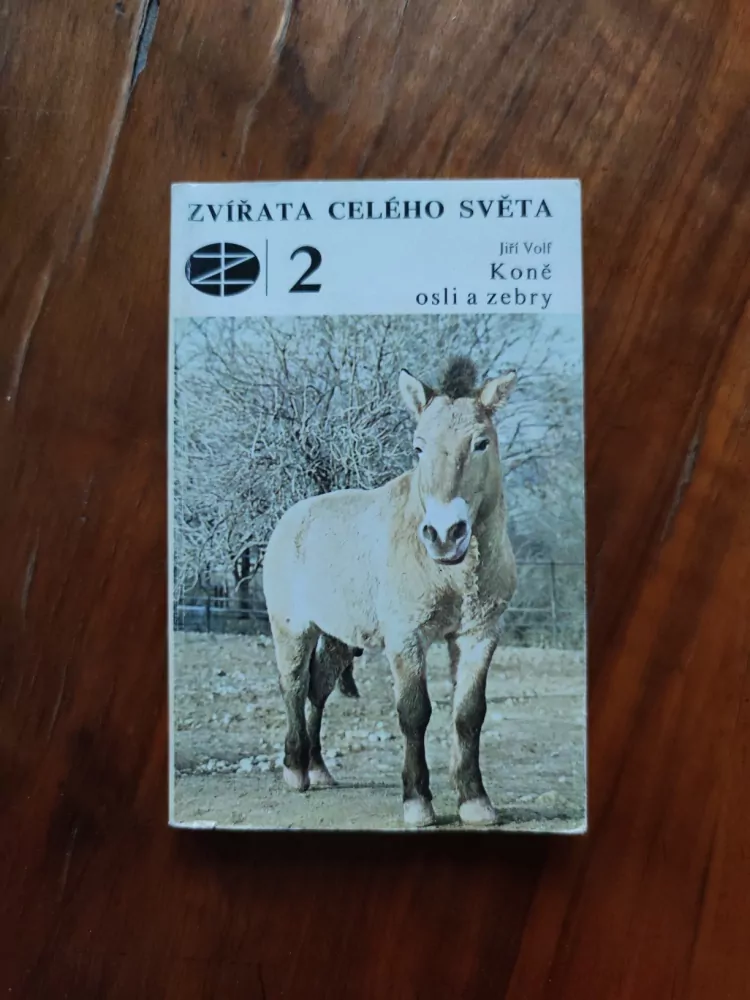 ZVÍŘATA CELÉHO SVĚTA
2
Jiří Volf
Koně
osli a zebry